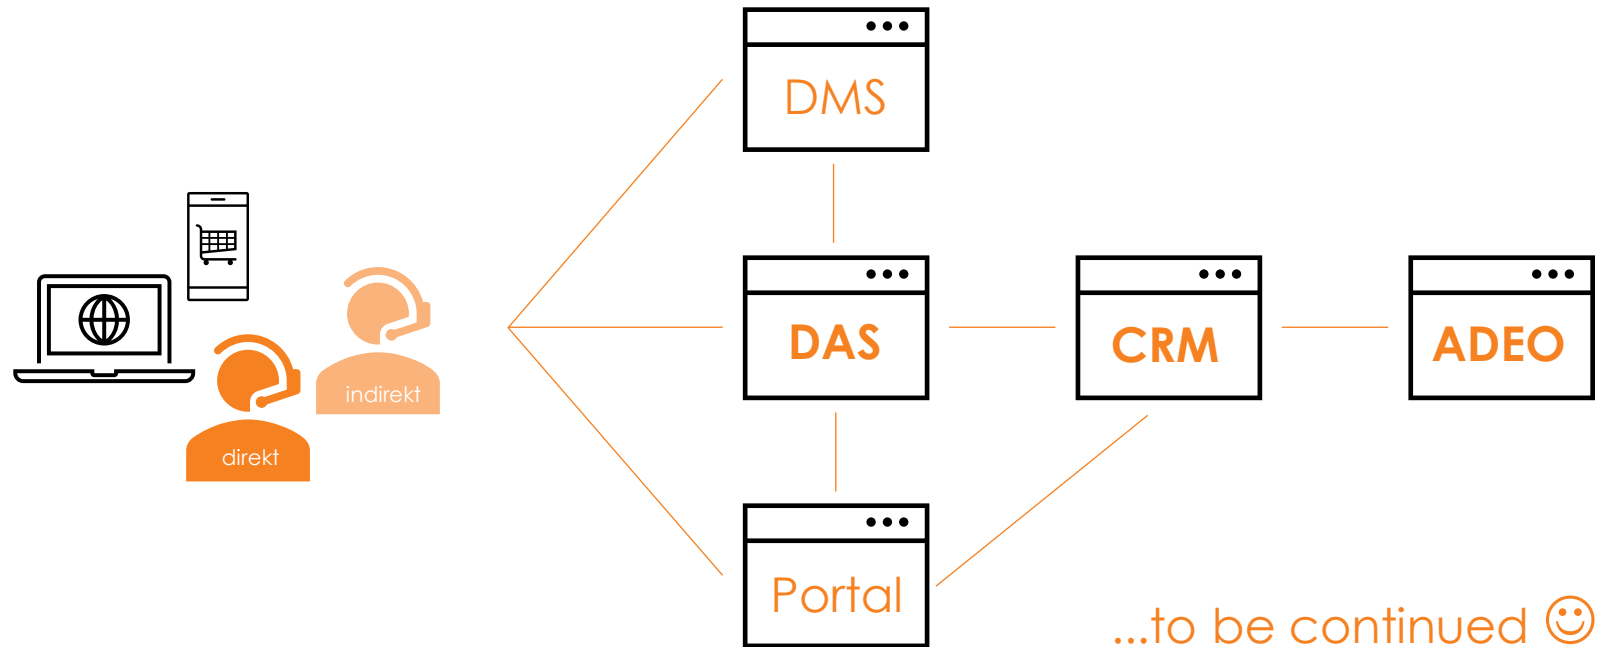 DMS
indirekt
direkt
DAS
CRM
ADEO
Portal
...to be continued